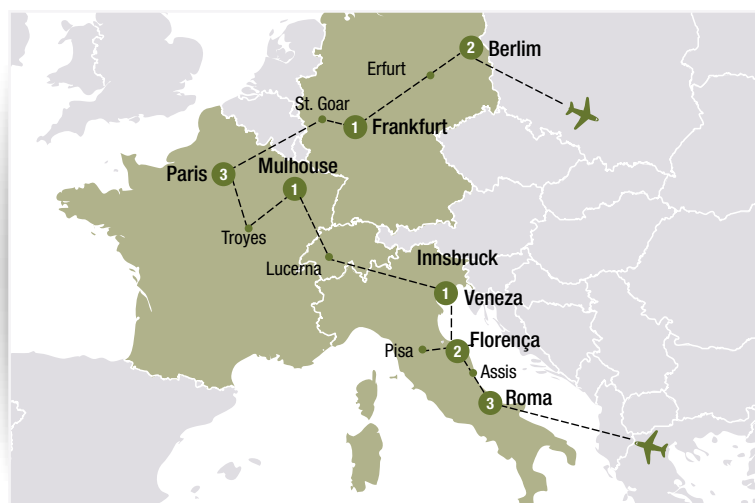 2 Berlim
Erfurt
St. Goar
1 Frankfurt
Paris 3
Mulhouse
1
Troyes
Lucerna
Innsbruck
1
Veneza
Florença
Pisa 2
Assis
3 Roma